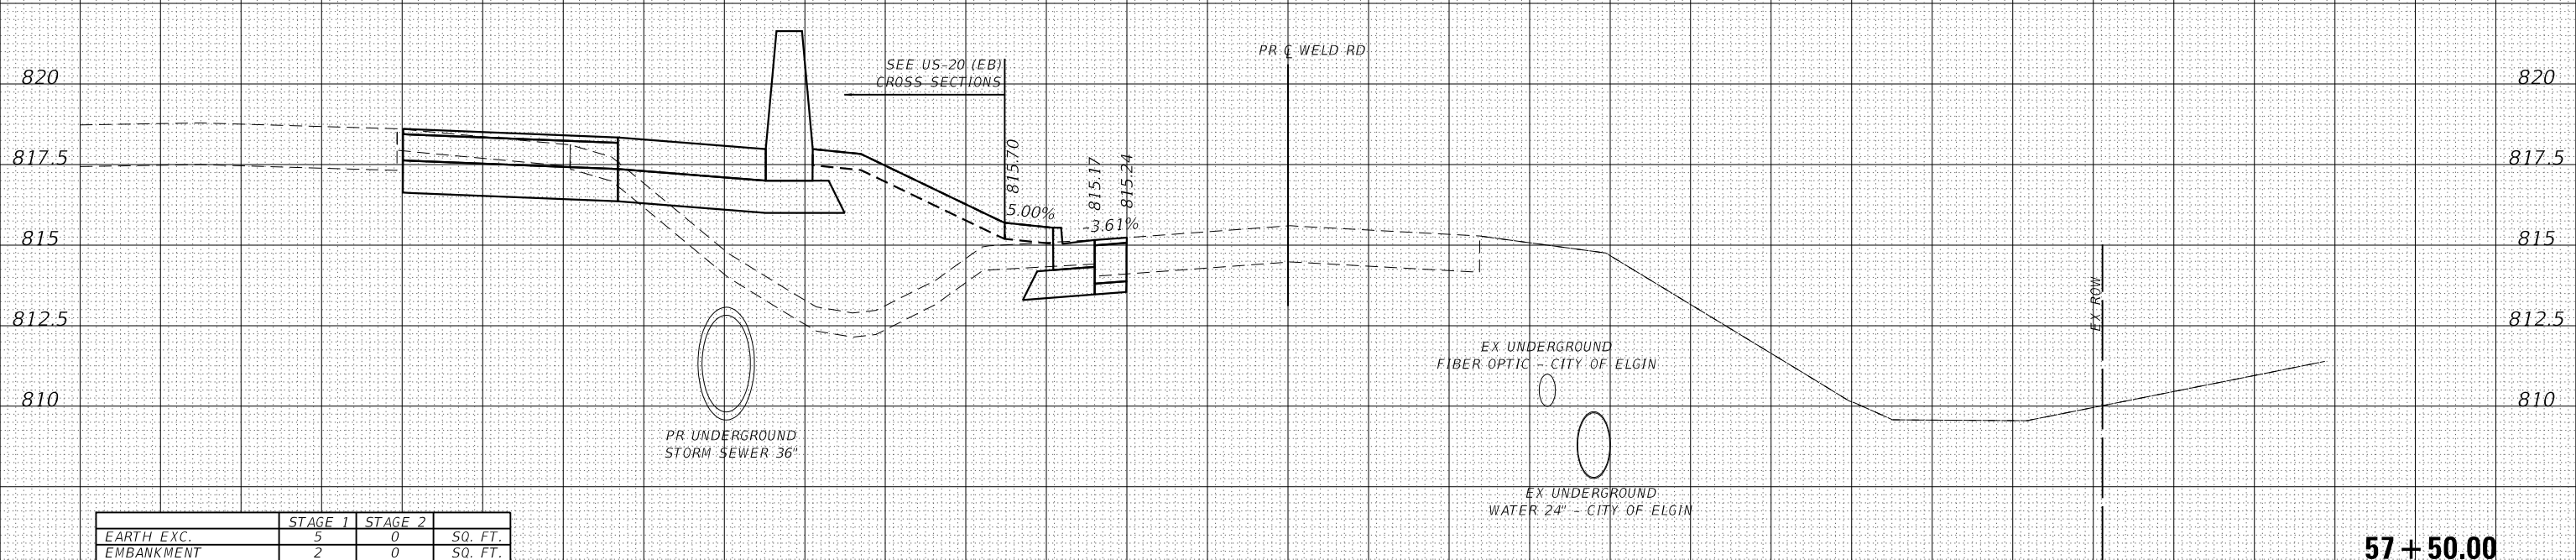 PR ℄ WELD RD
SEE US-20 (EB)
CROSS SECTIONS
820
820
817.5
817.5
815.70
815.17
815.24
5.00%
-3.61%
815
815
EX ROW
812.5
812.5
EX UNDERGROUND
FIBER OPTIC - CITY OF ELGIN
810
810
PR UNDERGROUND
STORM SEWER 36"
EX UNDERGROUND
WATER 24" - CITY OF ELGIN
STAGE 1 STAGE 2
EARTH EXC. 5 0 SQ. FT.
EMBANKMENT 2 0 SQ. FT.
57+50.00